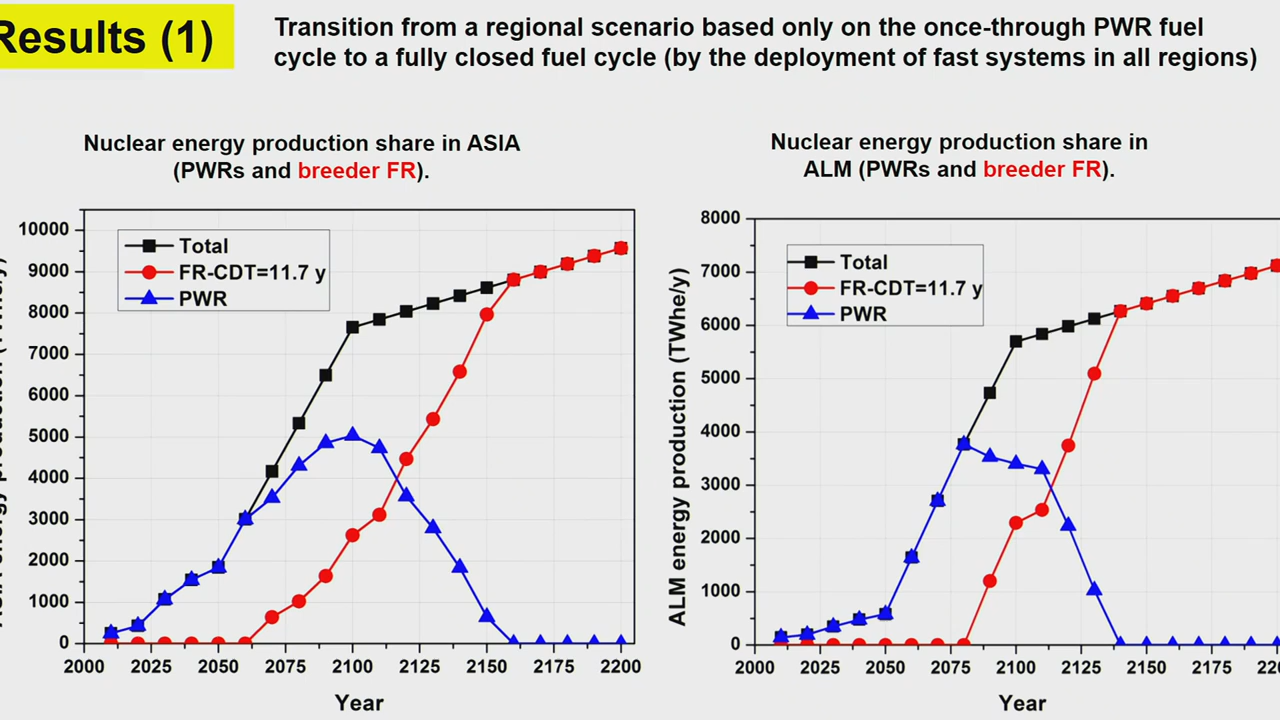 Results (1)
Transition from a regional scenario based only on the once-through PWR fuel
cycle to a fully closed fuel cycle (by the deployment of fast systems in all regions)
Nuclear energy production share in ASIA
(PWRs and breeder FR).
10000
9000
8000
7000
6000
5000
4000
3000
2000
1000
0
Total
FR-CDT=11.7 y
PWR
2000 2025 2050 2075 2100 2125 2150 2175 2200
Year
Nuclear energy production share in
ALM (PWRs and breeder FR).
ALM energy production (TWhe/y)
8000
7000
6000
5000
4000
3000
2000
1000
0
Total
FR-CDT=11.7 y
PWR
2000 2025 2050 2075 2100 2125 2150 2175
Year